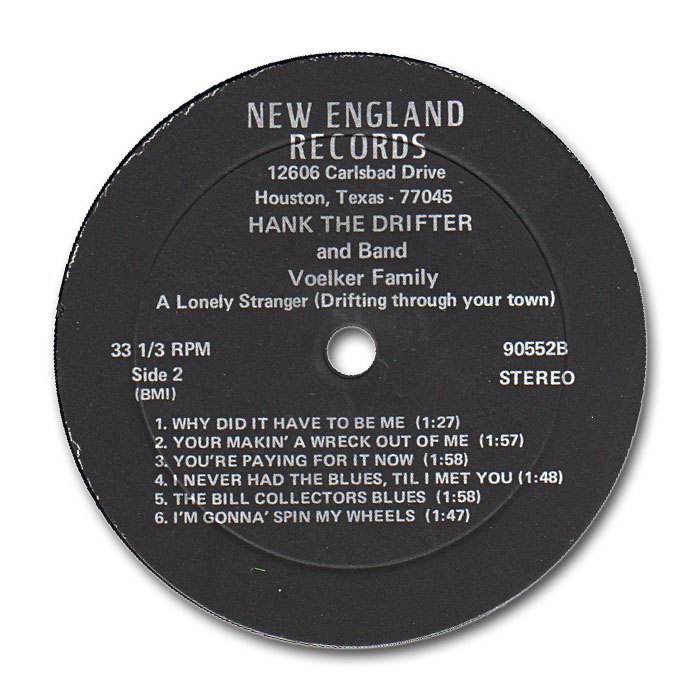 NEW ENGLAND
RECORDS
12606 Carlsbad Drive
Houston, Texas - 77045
HANK THE DRIFTER
and Band
Voelker Family
A Lonely Stranger (Drifting through your town)
33 1/3 RPM
Side 2
(BMI)
90552B
STEREO
1. WHY DID IT HAVE TO BE ME (1:27)
2. YOUR MAKIN' A WRECK OUT OF ME (1:57)
3. YOU'RE PAYING FOR IT NOW (1:58)
4. I NEVER HAD THE BLUES, TIL I MET YOU (1:48)
5. THE BILL COLLECTORS BLUES (1:58)
6. I'M GONNA' SPIN MY WHEELS (1:47)